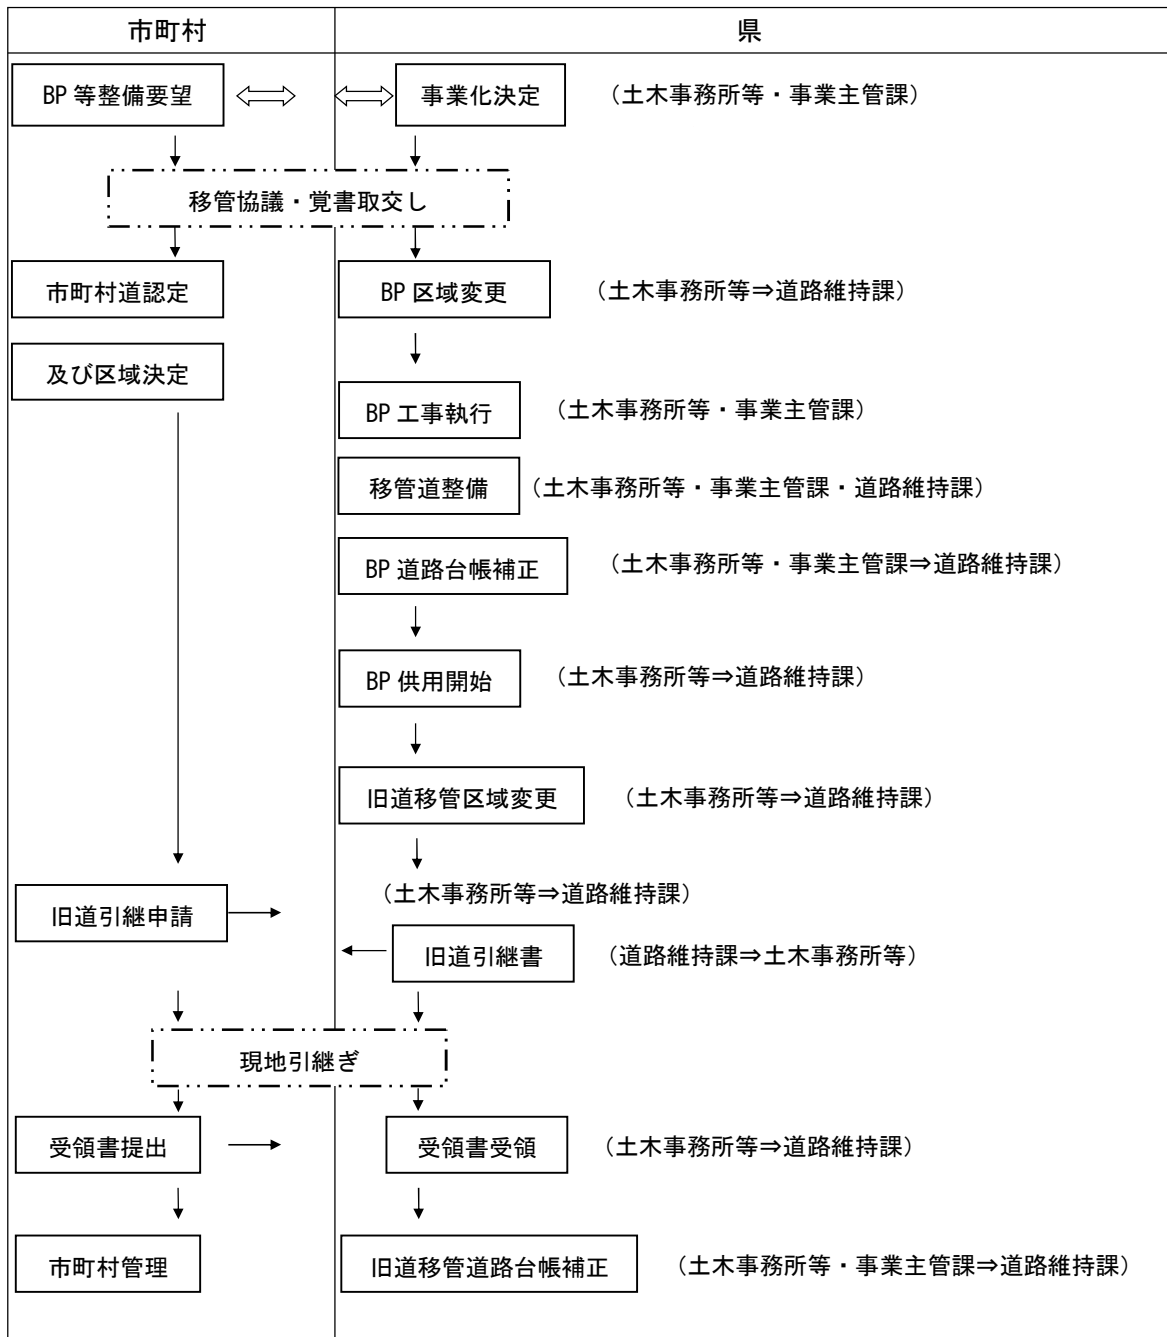 市町村
県
BP 等整備要望
事業化決定
（土木事務所等・事業主管課）
移管協議・覚書取交し
市町村道認定
BP 区域変更
（土木事務所等⇒道路維持課）
及び区域決定
BP 工事執行
（土木事務所等・事業主管課）
移管道整備
（土木事務所等・事業主管課・道路維持課）
BP 道路台帳補正
（土木事務所等・事業主管課⇒道路維持課）
BP 供用開始
（土木事務所等⇒道路維持課）
旧道移管区域変更
（土木事務所等⇒道路維持課）
旧道引継申請
（土木事務所等⇒道路維持課）
旧道引継書
（道路維持課⇒土木事務所等）
現地引継ぎ
受領書提出
受領書受領
（土木事務所等⇒道路維持課）
市町村管理
旧道移管道路台帳補正
（土木事務所等・事業主管課⇒道路維持課）